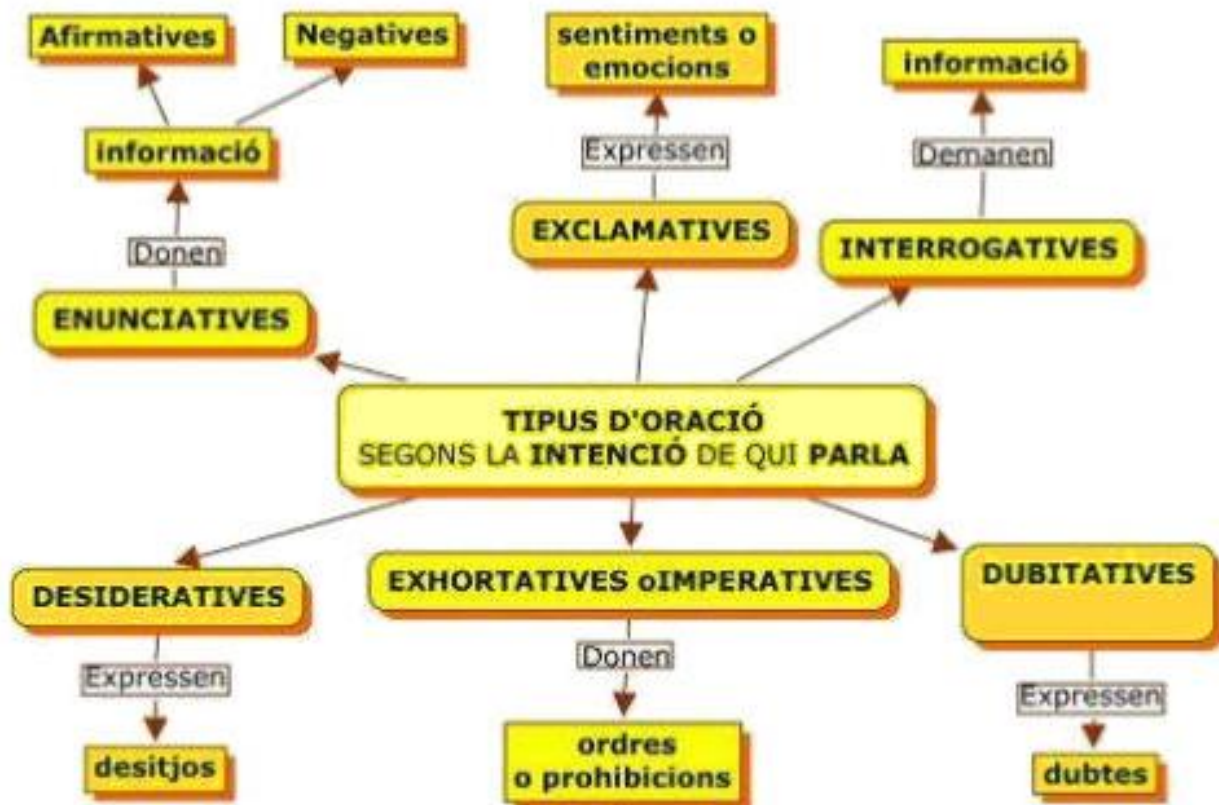 Afirmatives
Negatives
sentiments o
emocions
informació
informació
Expressen
Demanen
EXCLAMATIVES
INTERROGATIVES
Donen
ENUNCIATIVES
TIPUS D'ORACIÓ
SEGONS LA INTENCIÓ DE QUI PARLA
DESIDERATIVES
EXHORTATIVES oIMPERATIVES
DUBITATIVES
Expressen
Donen
Expressen
desitjos
ordres
o prohibicions
dubtes